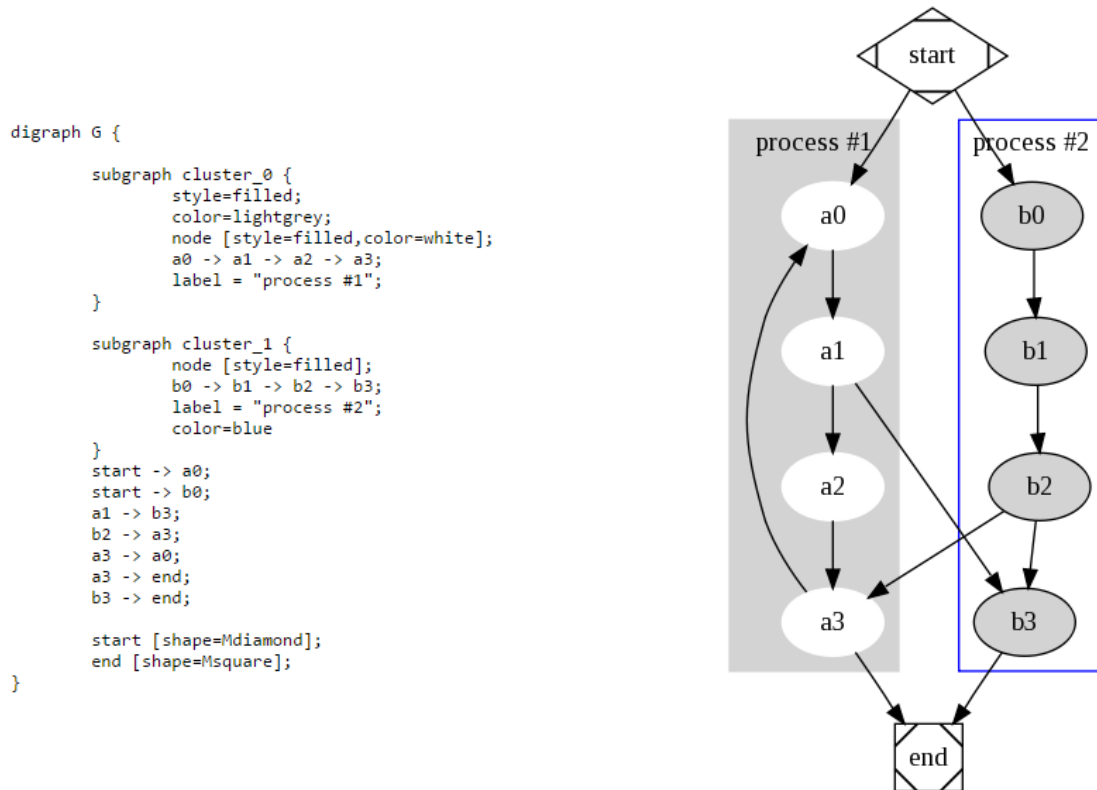 digraph G {
subgraph cluster_0 {
style=filled;
color=lightgrey;
node [style=filled,color=white];
a0 -> a1 -> a2 -> a3;
label = "process #1";
}
subgraph cluster_1 {
node [style=filled];
b0 -> b1 -> b2 -> b3;
label = "process #2";
color=blue
}
start -> a0;
start -> b0;
a1 -> b3;
b2 -> a3;
a3 -> a0;
a3 -> end;
b3 -> end;
start [shape=Mdiamond];
end [shape=Msquare];
}
start
process #1
process #2
a0
b0
a1
b1
a2
b2
a3
b3
end